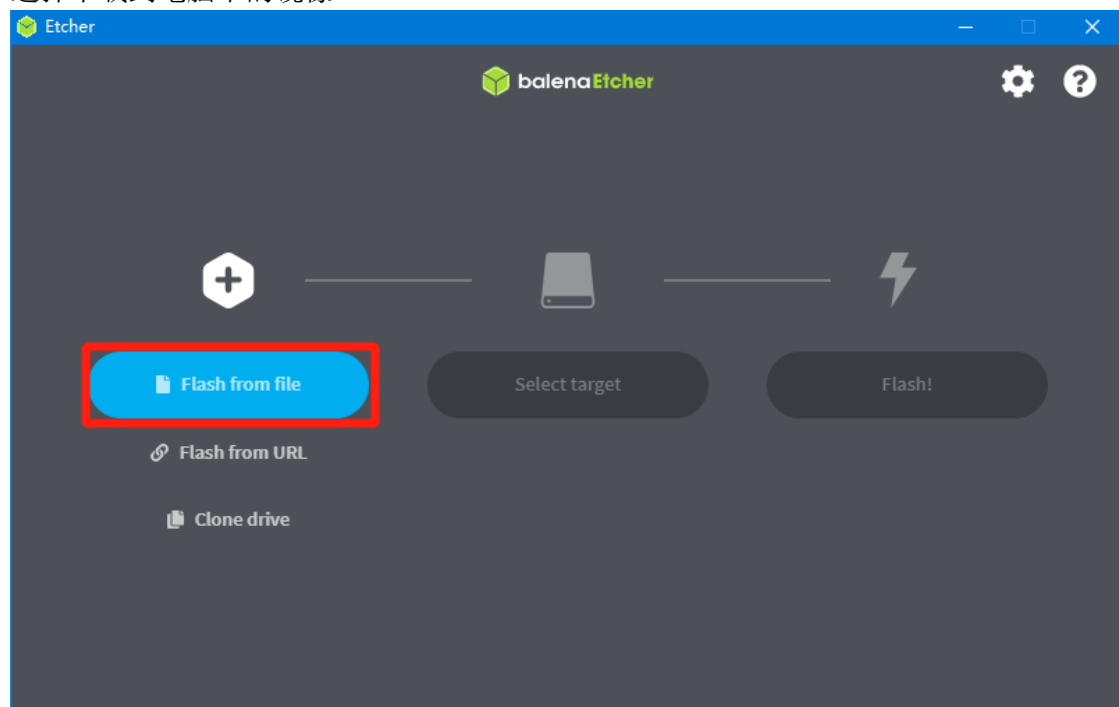 Etcher
balenaEtcher
Flash from file
Select target
Flash!
Flash from URL
Clone drive